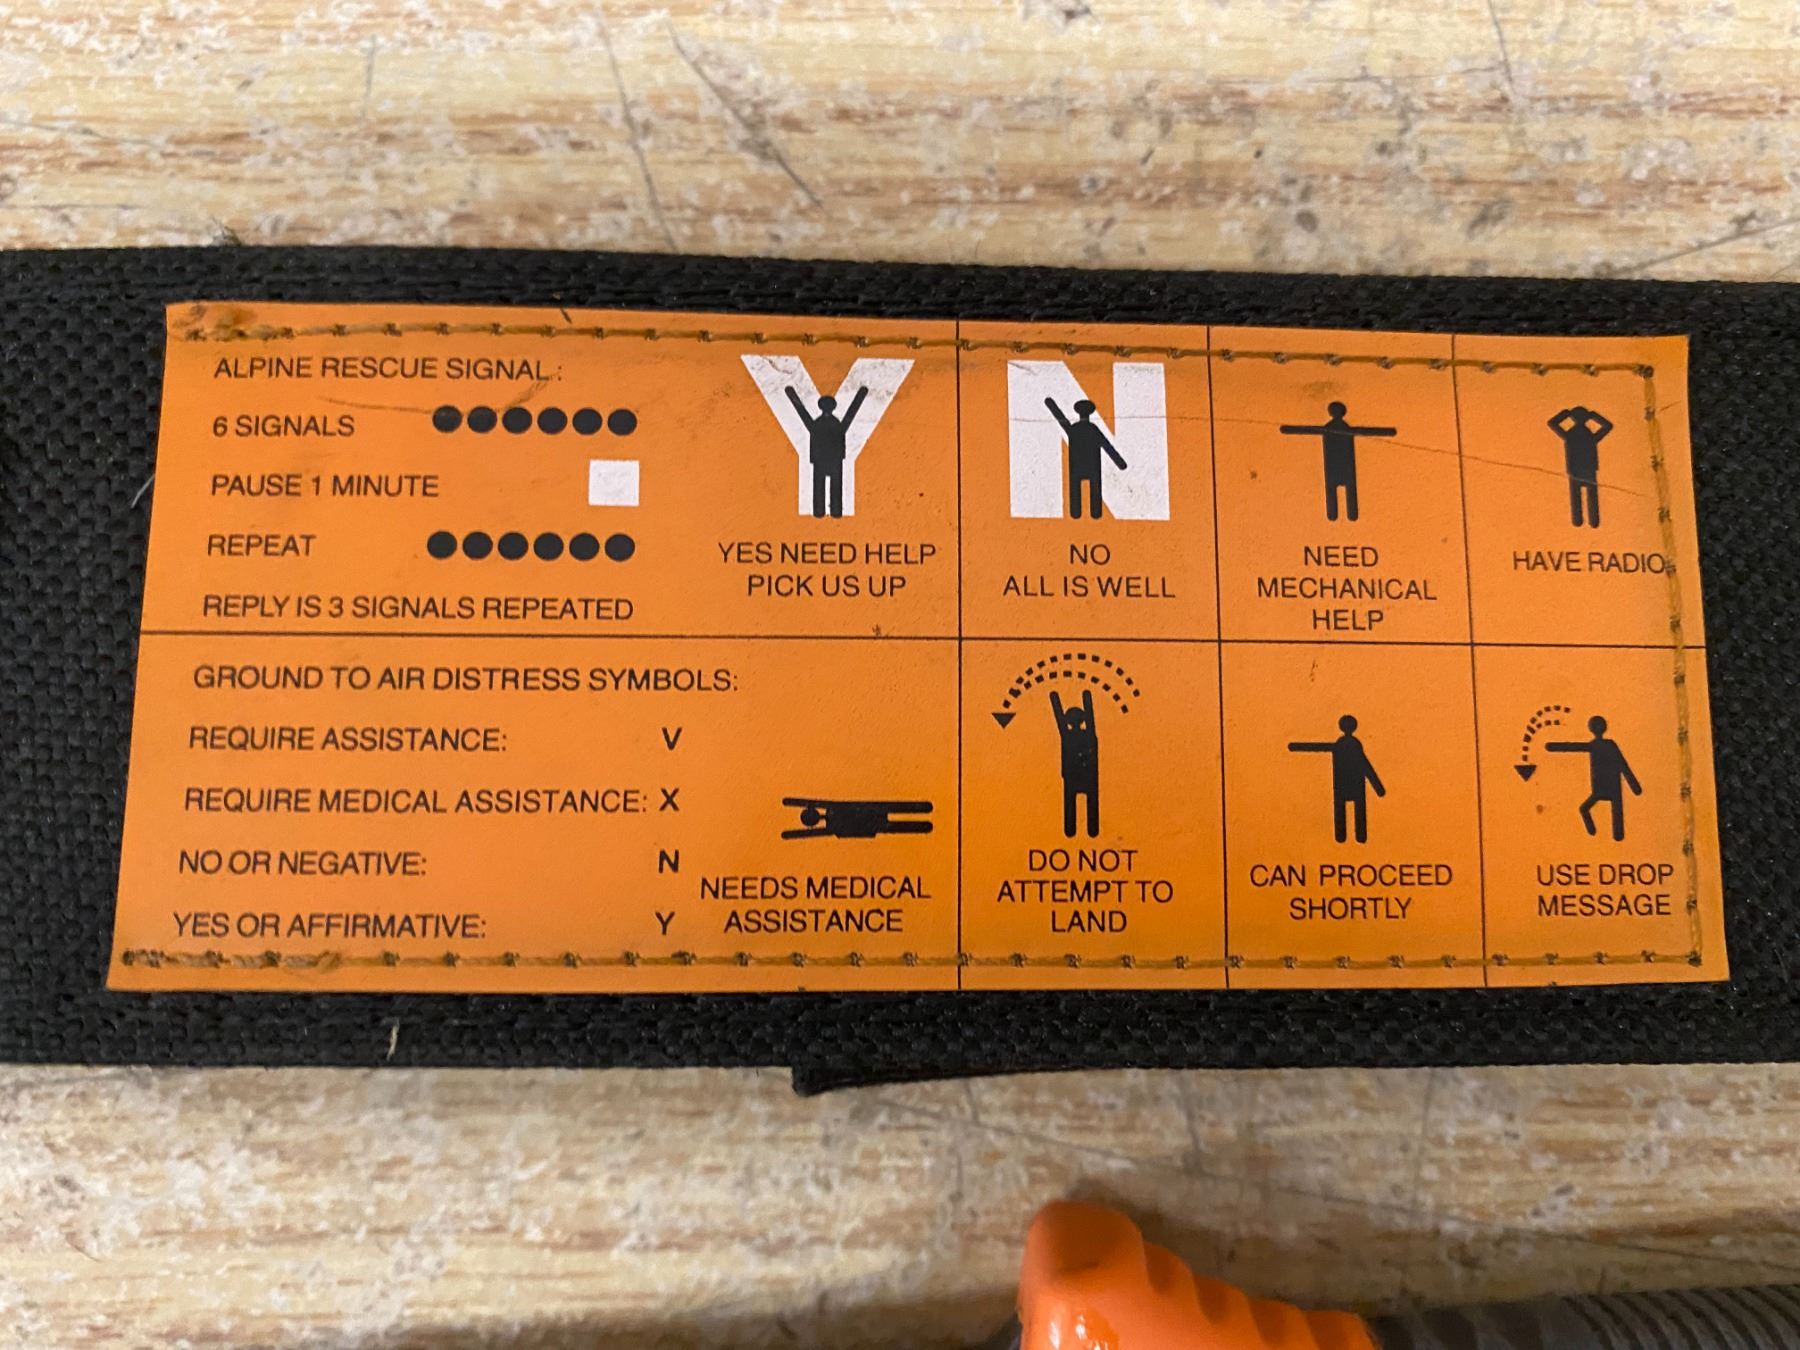 ALPINE RESCUE SIGNAL:
6 SIGNALS
PAUSE 1 MINUTE
REPEAT
REPLY IS 3 SIGNALS REPEATED
Y
YES NEED HELP
PICK US UP
N
NO
ALL IS WELL
NEED
MECHANICAL
HELP
HAVE RADIO
GROUND TO AIR DISTRESS SYMBOLS:
REQUIRE ASSISTANCE: V
REQUIRE MEDICAL ASSISTANCE: X
NO OR NEGATIVE: N
YES OR AFFIRMATIVE: Y
NEEDS MEDICAL
ASSISTANCE
DO NOT
ATTEMPT TO
LAND
CAN PROCEED
SHORTLY
USE DROP
MESSAGE